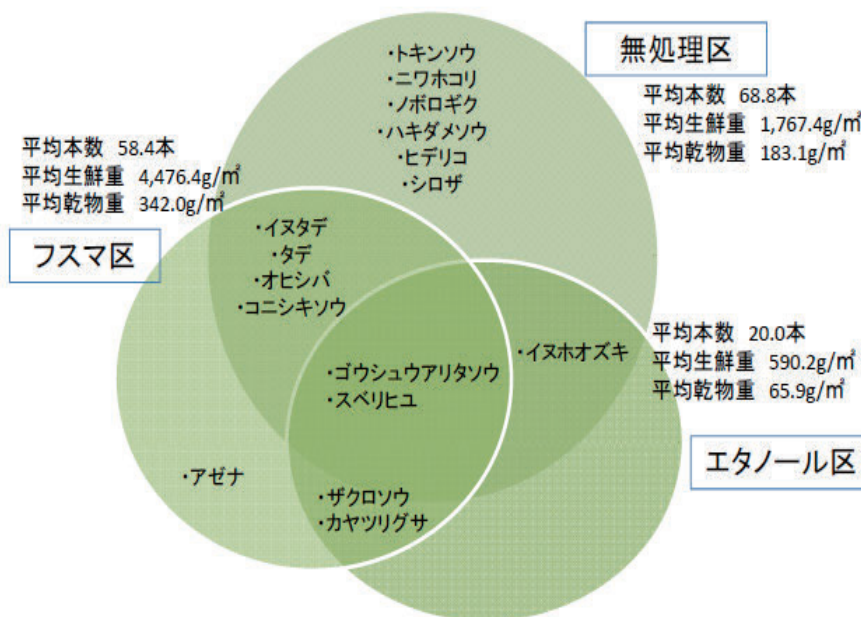 ・トキンソウ
・ニワホコリ
・ノボロギク
・ハキダメソウ
・ヒデリコ
・シロザ
無処理区
平均本数 68.8本
平均生鮮重 1,767.4g/㎡
平均乾物重 183.1g/㎡
平均本数 58.4本
平均生鮮重 4,476.4g/㎡
平均乾物重 342.0g/㎡
フスマ区
・イヌタデ
・タデ
・オヒシバ
・コニシキソウ
・イヌホオズキ
平均本数 20.0本
平均生鮮重 590.2g/㎡
平均乾物重 65.9g/㎡
エタノール区
・ゴウシュウアリタソウ
・スベリヒユ
・アゼナ
・ザクロソウ
・カヤツリグサ